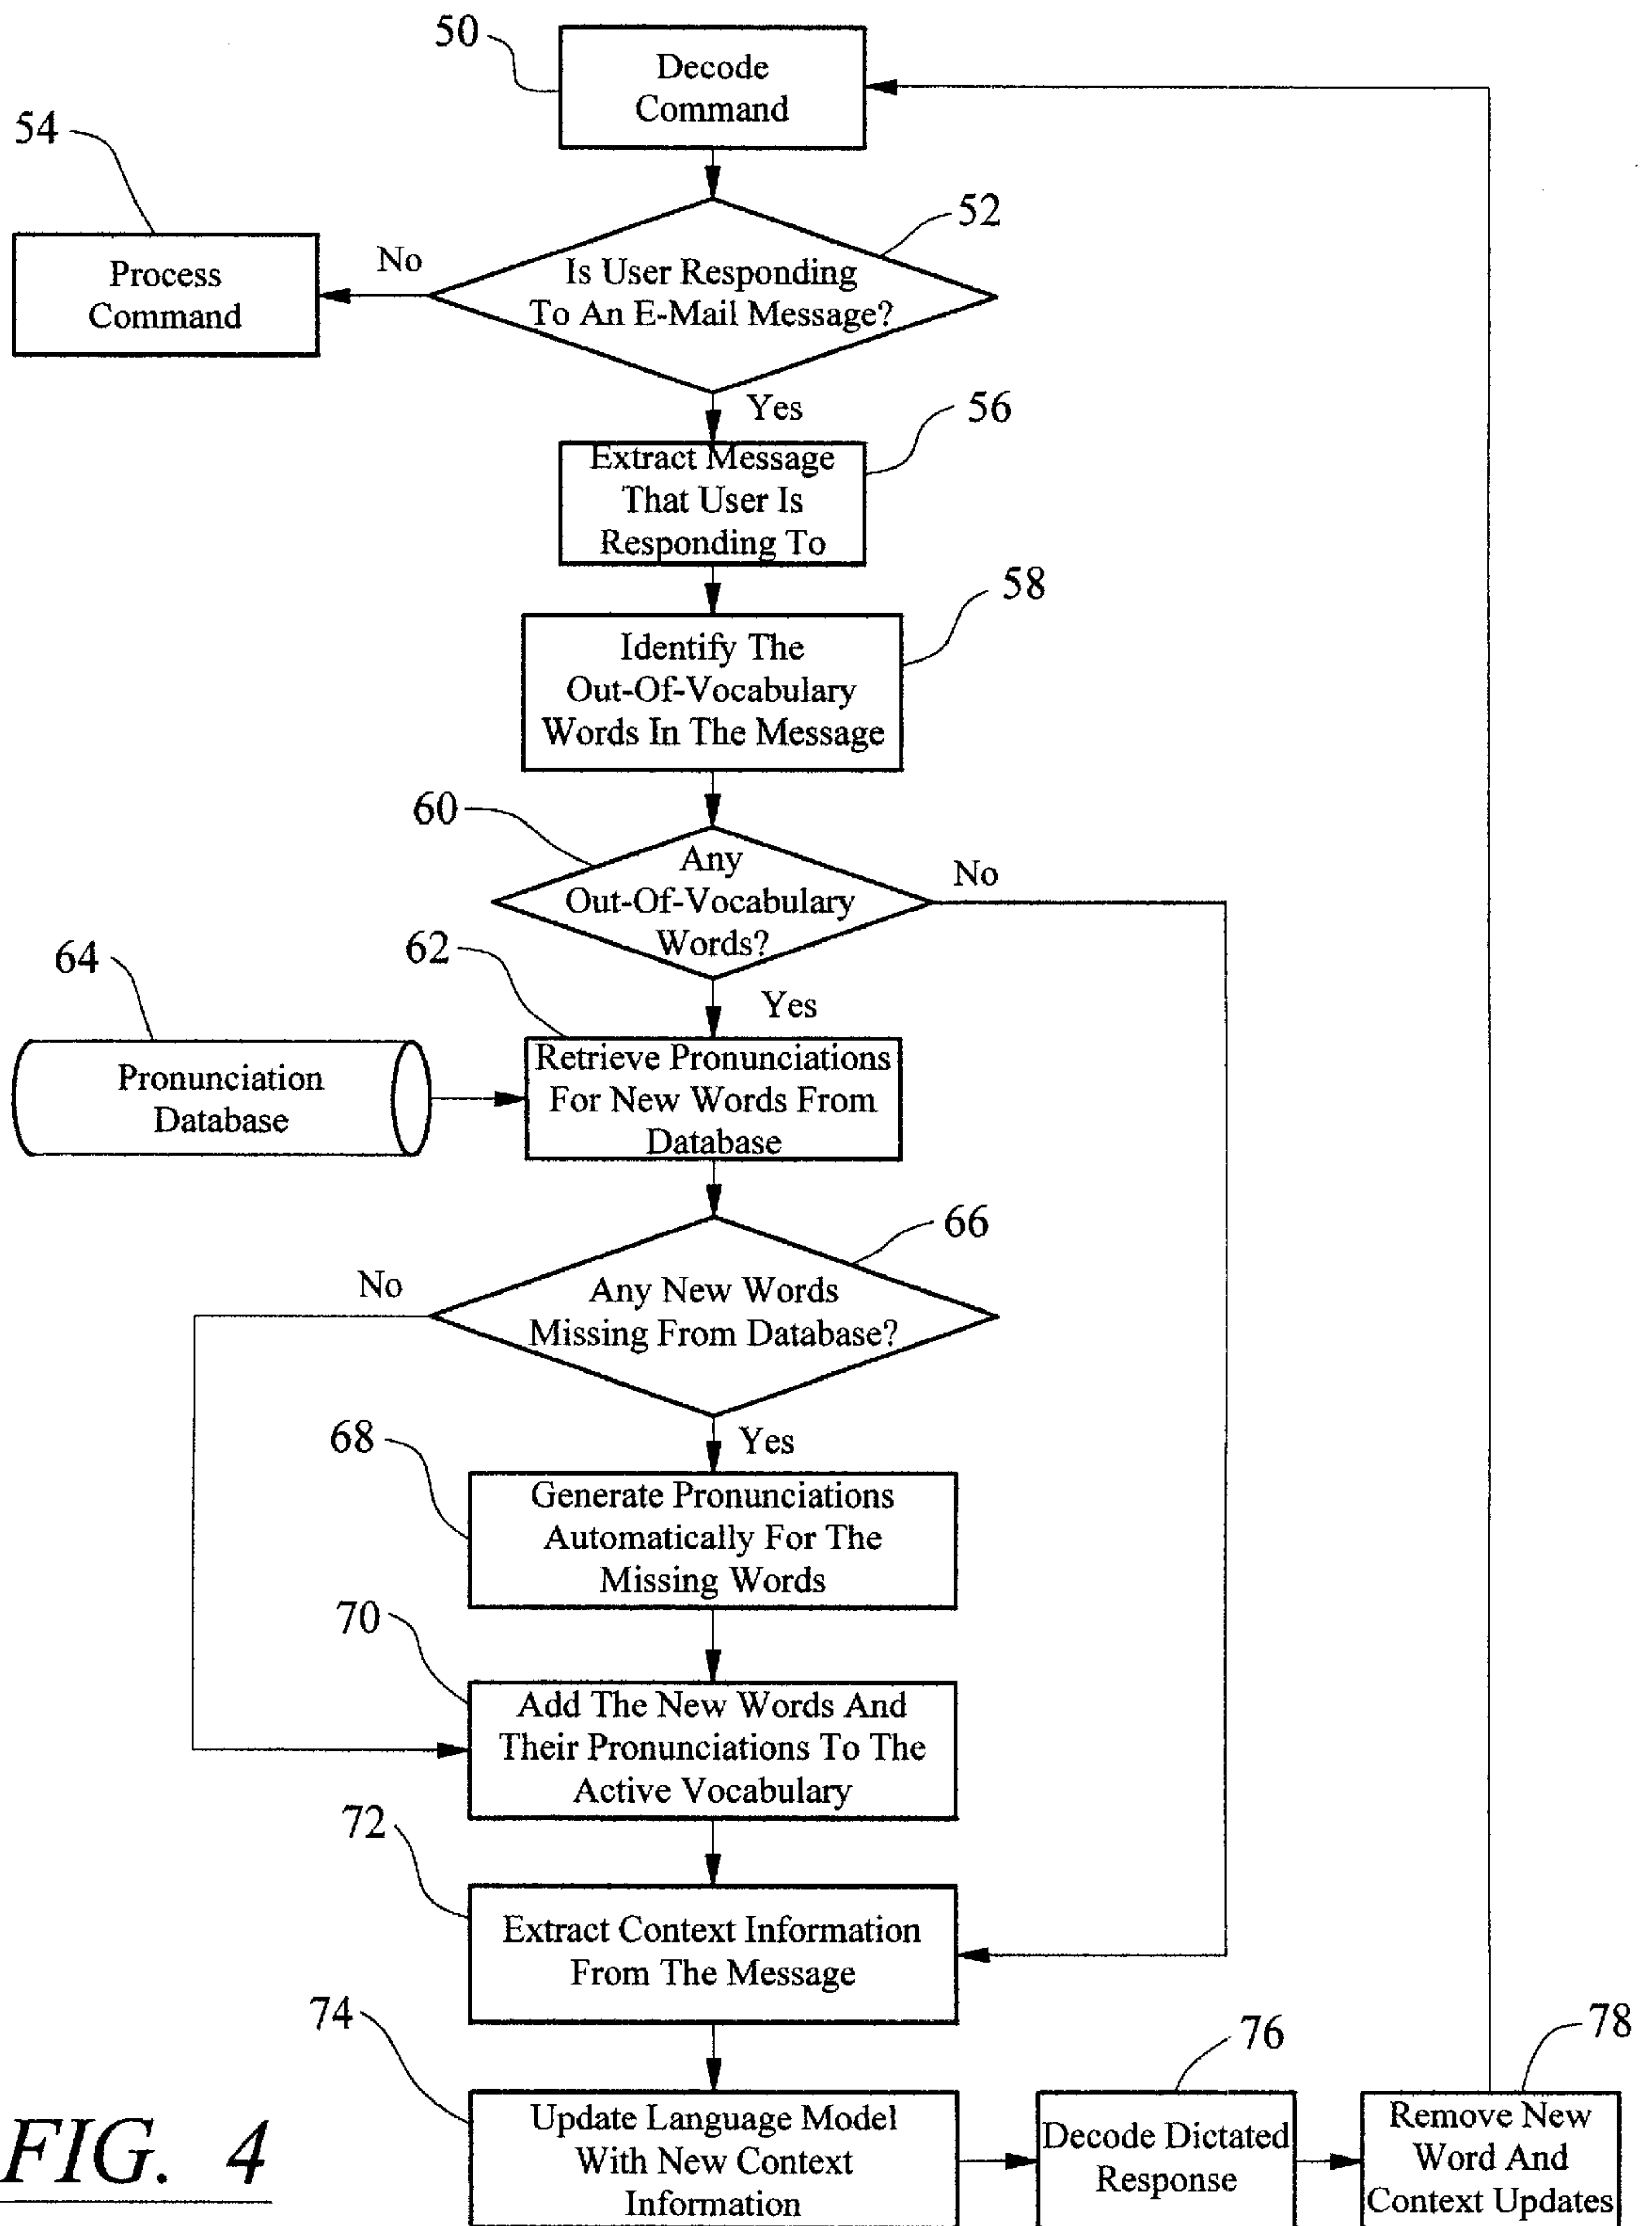 50
Decode
Command
54
52
Process
Command
No
Is User Responding
To An E-Mail Message?
Yes
56
Extract Message
That User Is
Responding To
58
Identify The
Out-Of-Vocabulary
Words In The Message
60
Any
Out-Of-Vocabulary
Words?
No
62
64
Yes
Pronunciation
Database
Retrieve Pronunciations
For New Words From
Database
66
No
Any New Words
Missing From Database?
Yes
68
Generate Pronunciations
Automatically For The
Missing Words
70
Add The New Words And
Their Pronunciations To The
Active Vocabulary
72
Extract Context Information
From The Message
74
Update Language Model
With New Context
Information
76
Decode Dictated
Response
78
Remove New
Word And
Context Updates
FIG. 4